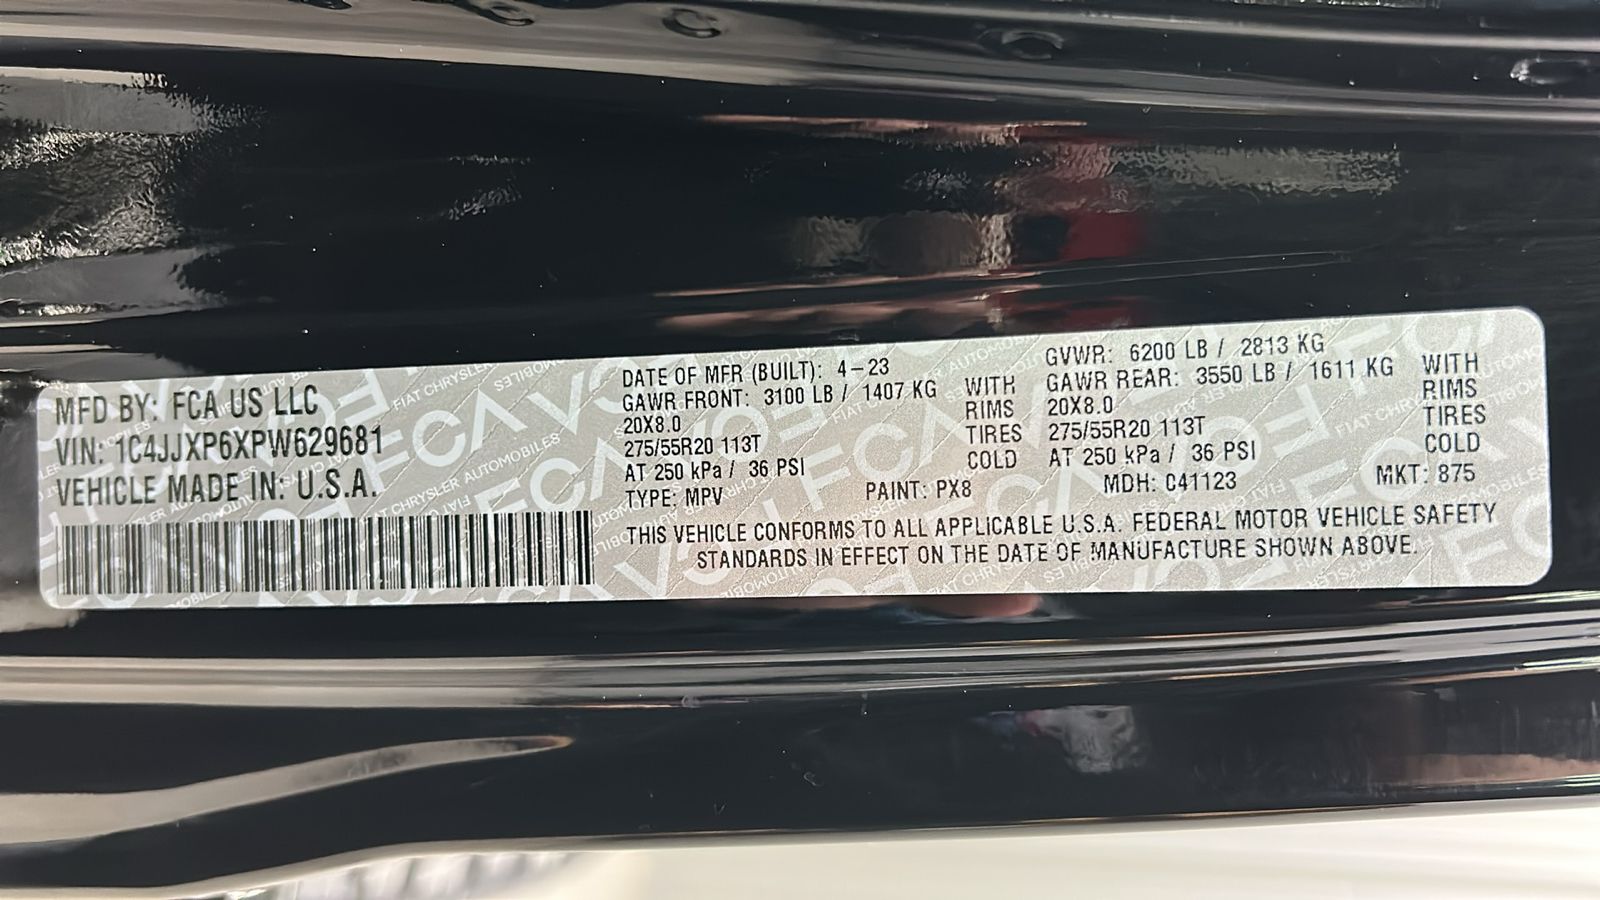 MFD BY: FCA US LLC
VIN: 1C4JJXP6XPW629681
VEHICLE MADE IN: U.S.A.
DATE OF MFR (BUILT): 4-23
GAWR FRONT: 3100 LB / 1407 KG WITH
20X8.0 RIMS
275/55R20 113T TIRES
AT 250 kPa / 36 PSI COLD
GVWR: 6200 LB / 2813 KG
GAWR REAR: 3550 LB / 1611 KG WITH
20X8.0 RIMS
275/55R20 113T TIRES
AT 250 kPa / 36 PSI COLD
TYPE: MPV PAINT: PX8 MDH: 041123 MKT: 875
THIS VEHICLE CONFORMS TO ALL APPLICABLE U.S.A. FEDERAL MOTOR VEHICLE SAFETY
STANDARDS IN EFFECT ON THE DATE OF MANUFACTURE SHOWN ABOVE.